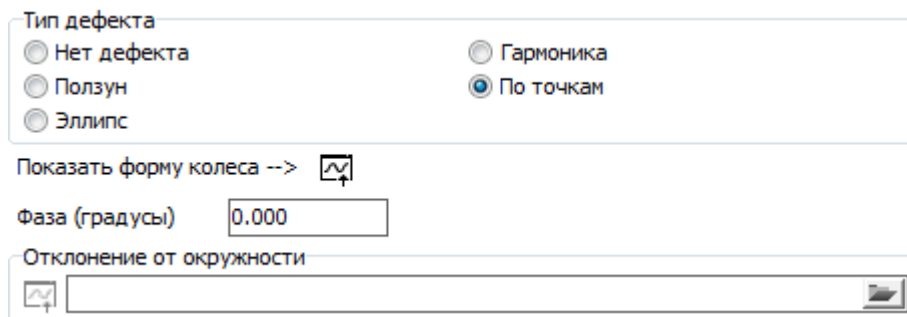 Тип дефекта
Нет дефекта
Гармоника
Ползун
По точкам
Эллипс
Показать форму колеса -->
Фаза (градусы) 0.000
Отклонение от окружности